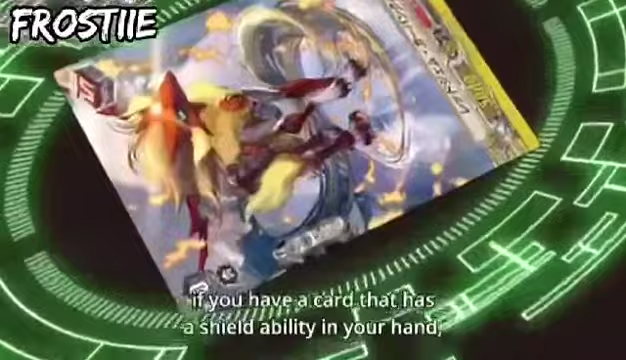 FROSTIIE
if you have a card that has
a shield ability in your hand,